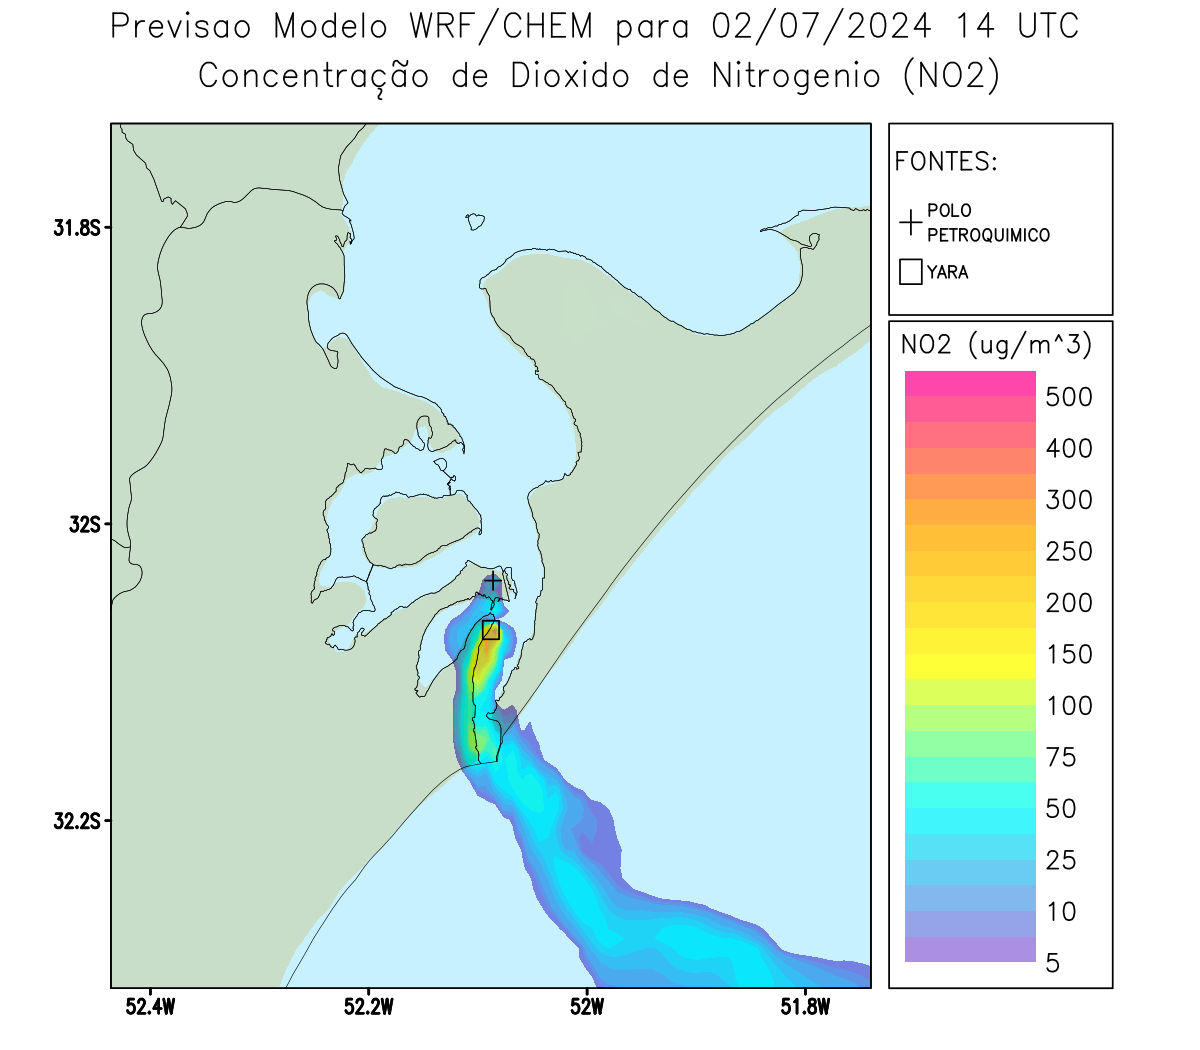 Previsao Modelo WRF/CHEM para 02/07/2024 14 UTC
Concentração de Dioxido de Nitrogenio (NO2)
FONTES:
POLO
PETROQUIMICO
YARA
NO2 (ug/m^3)
500
400
300
250
200
150
100
75
50
25
10
5
31.8S
32S
32.2S
52.4W
52.2W
52W
51.8W